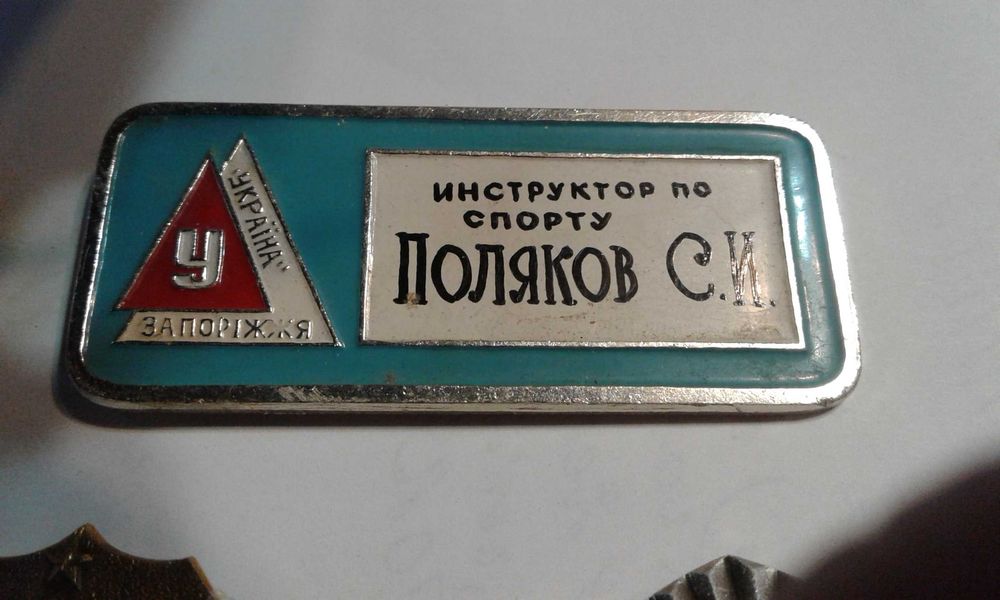 "УКРАЇНА"
У
ЗАПОРІЖЖЯ
ИНСТРУКТОР ПО
СПОРТУ
ПОЛЯКОВ С.И.